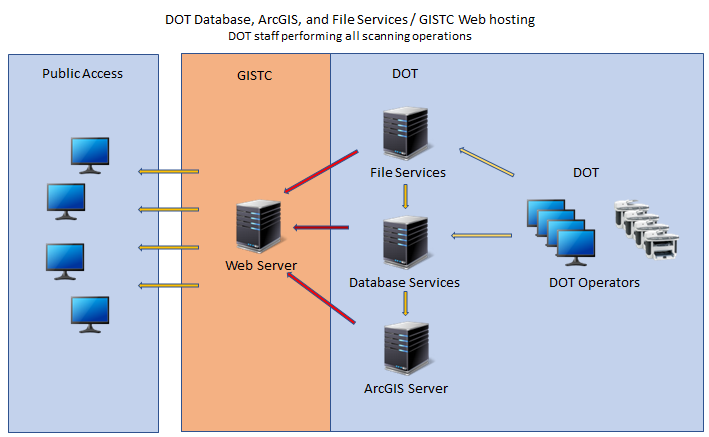 DOT Database, ArcGIS, and File Services / GISTC Web hosting
DOT staff performing all scanning operations
Public Access
GISTC
DOT
File Services
DOT
Web Server
Database Services
DOT Operators
ArcGIS Server